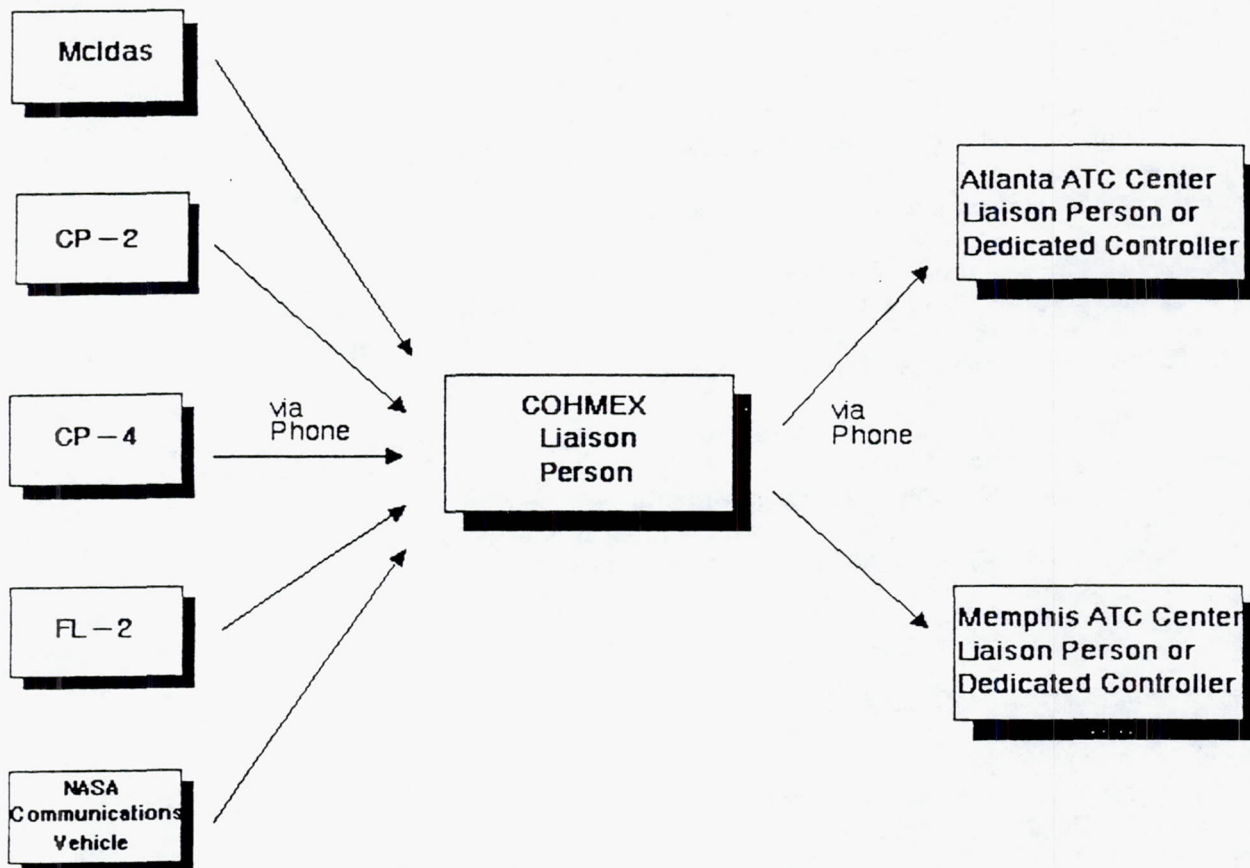 McIdas
CP-2
CP-4
FL-2
NASA
Communications
Vehicle
via
Phone
COHMEX
Liaison
Person
via
Phone
Atlanta ATC Center
Liaison Person or
Dedicated Controller
Memphis ATC Center
Liaison Person or
Dedicated Controller